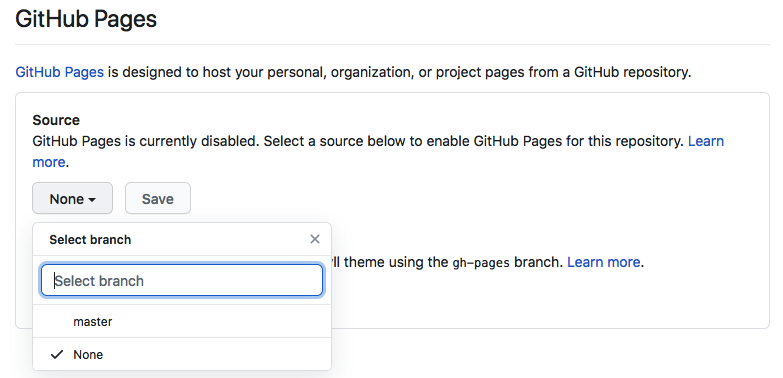 GitHub Pages
GitHub Pages is designed to host your personal, organization, or project pages from a GitHub repository.
Source
GitHub Pages is currently disabled. Select a source below to enable GitHub Pages for this repository. Learn
more.
None
Save
Select branch
theme using the gh-pages branch. Learn more.
Select branch
master
None